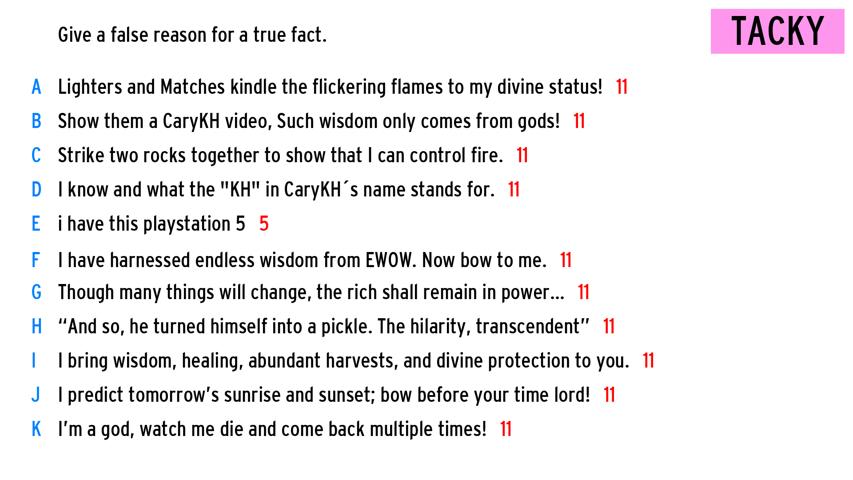 Give a false reason for a true fact.
TACKY
A Lighters and Matches kindle the flickering flames to my divine status! 11
B Show them a CaryKH video, Such wisdom only comes from gods! 11
C Strike two rocks together to show that I can control fire. 11
D I know and what the "KH" in CaryKH´s name stands for. 11
E i have this playstation 5 5
F I have harnessed endless wisdom from EWOW. Now bow to me. 11
G Though many things will change, the rich shall remain in power... 11
H “And so, he turned himself into a pickle. The hilarity, transcendent” 11
I I bring wisdom, healing, abundant harvests, and divine protection to you. 11
J I predict tomorrow’s sunrise and sunset; bow before your time lord! 11
K I’m a god, watch me die and come back multiple times! 11